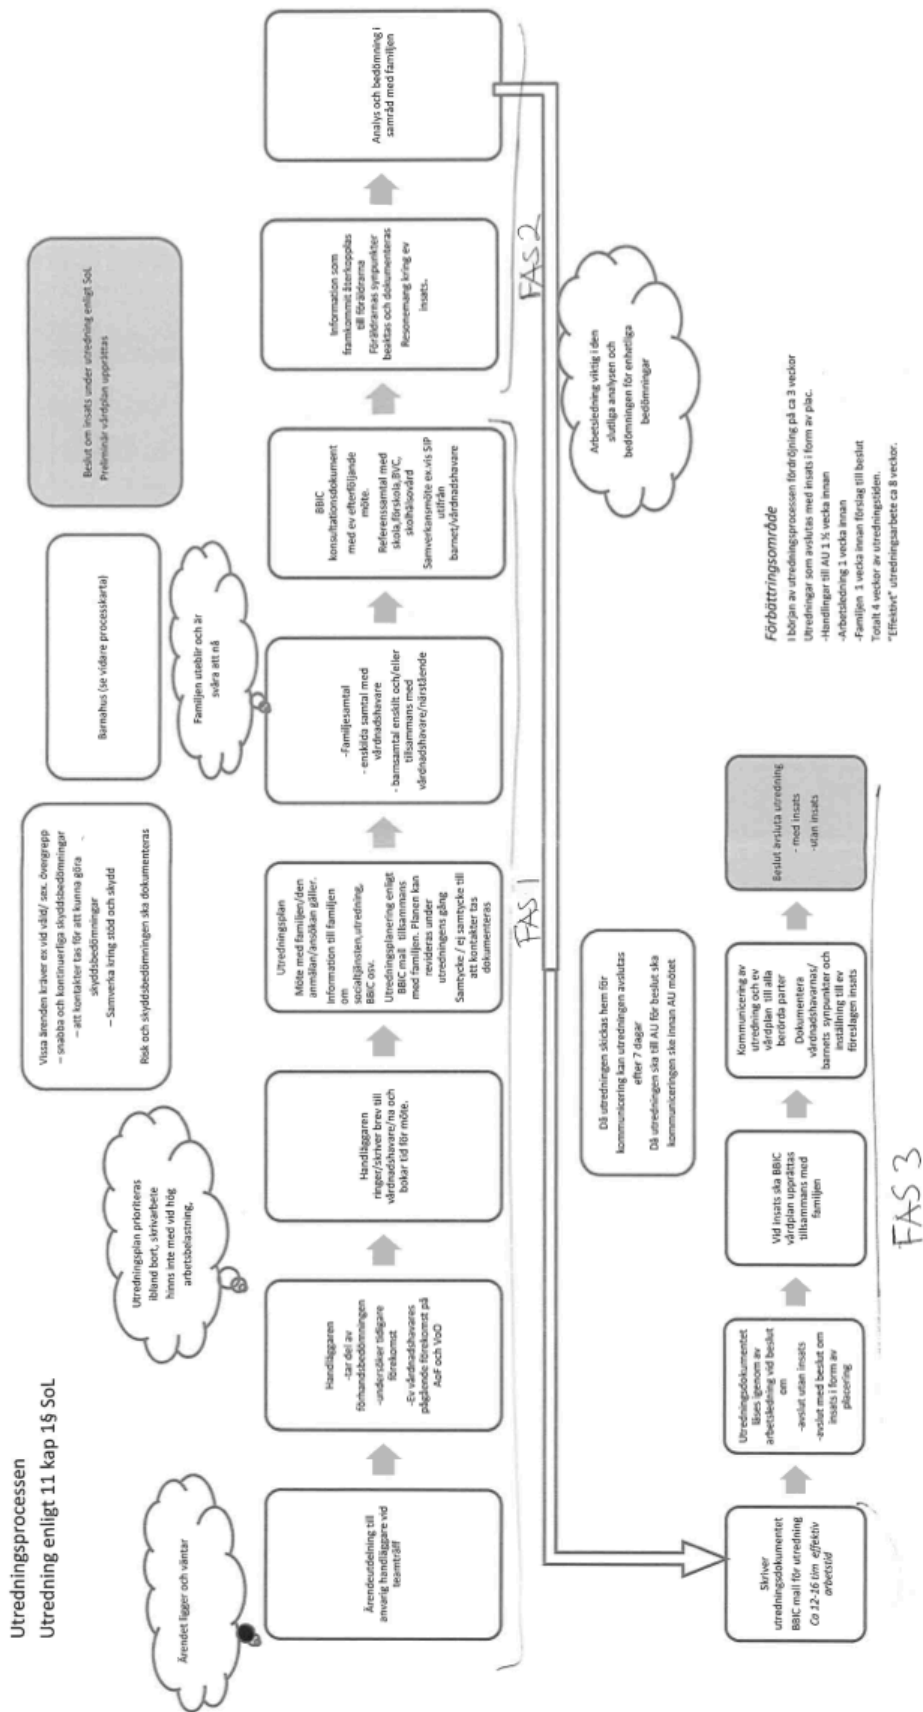 Utredningsprocessen
Utredning enligt 11 kap 1§ SoL
Ärendet ligger och väntar
Utredningsplan prioriteras
ibland bort, skrivarbete
hinns inte med vid hög
arbetsbelastning,
Vissa ärenden kräver ex vid våld/ sex. övergrepp
– snabba och kontinuerliga skyddsbedömningar
– att kontakter tas för att kunna göra
skyddsbedömningar
– Samverka kring stöd och skydd
Risk och skyddsbedömningen ska dokumenteras
Barnahus (se vidare processkarta)
Familjen uteblir och är
svåra att nå
Beslut om insats under utredning enligt SoL
Preliminär vårdplan upprättas
Ärendeutdelning till
anvarig handläggare vid
teamträff
Handläggaren
-tar del av
förhandsbedömningen
-undersöker tidigare
förekomst
-Ev vårdnadshavares
pågående förekomst på
AoF och VoO
Handläggaren
ringer/skriver brev till
vårdnadshavare/na och
bokar tid för möte.
Utredningsplan
Möte med familjen/den
anmälan/ansökan gäller.
Information till familjen
om
socialtjänsten,utredning,
BBIC osv.
Utredningsplanering enligt
BBIC mall tillsammans
med familjen. Planen kan
revideras under
utredningens gång
Samtycke / ej samtycke till
att kontakter tas
dokumenteras
-Familjesamtal
- enskilda samtal med
vårdnadshavare
- barnsamtal enskilt och/eller
tillsammans med
vårdnadshavare/närstående
BBIC
konsultationsdokument
med ev efterföljande
möte.
Referenssamtal med
skola,förskola,BVC,
skolhälsovård
Samverkansmöte ex.vis SIP
utifrån
barnet/vårdnadshavare
Information som
framkommit återkopplas
till föräldrarna
Föräldrarnas synpunkter
beaktas och dokumenteras
Resonemang kring ev
insats.
Analys och bedömning i
samråd med familjen
FAS 1
FAS 2
Då utredningen skickas hem för
kommunicering kan utredningen avslutas
efter 7 dagar
Då utredningen ska till AU för beslut ska
kommuniceringen ske innan AU mötet
Arbetsledning viktig i den
slutliga analysen och
bedömningen för enhetliga
bedömningar
Skriver
utredningsdokumentet
BBIC mall för utredning
Ca 12-16 tim effektiv
arbetstid
Utredningsdokumentet
läses igenom av
arbetsledning vid beslut
om
-avslut utan insats
-avslut med beslut om
insats i form av
placering
Vid insats ska BBIC
vårdplan upprättas
tillsammans med
familjen
Kommunicering av
utredning och ev
vårdplan till alla
berörda parter
Dokumentera
vårdnadshavarnas/
barnets synpunkter och
inställning till ev
föreslagen insats
Beslut avsluta utredning
- med insats
-utan insats
FAS 3
Förbättringsområde
I början av utredningsprocessen fördröjning på ca 3 veckor
Utredningar som avslutas med insats i form av plac.
-Handlingar till AU 1 ½ vecka innan
-Arbetsledning 1 vecka innan
-Familjen 1 vecka innan förslag till beslut
Totalt 4 veckor av utredningstiden.
"Effektivt" utredningsarbete ca 8 veckor.